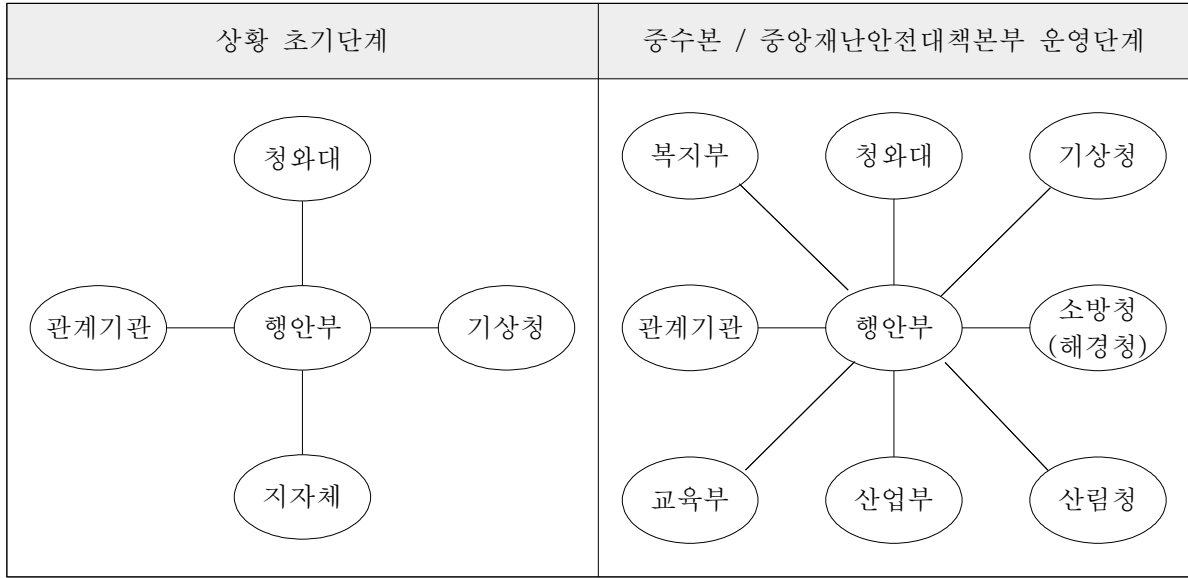 상황 초기단계
중수본 / 중앙재난안전대책본부 운영단계
청와대
관계기관
행안부
기상청
지자체
복지부
청와대
기상청
관계기관
행안부
소방청
(해경청)
교육부
산업부
산림청